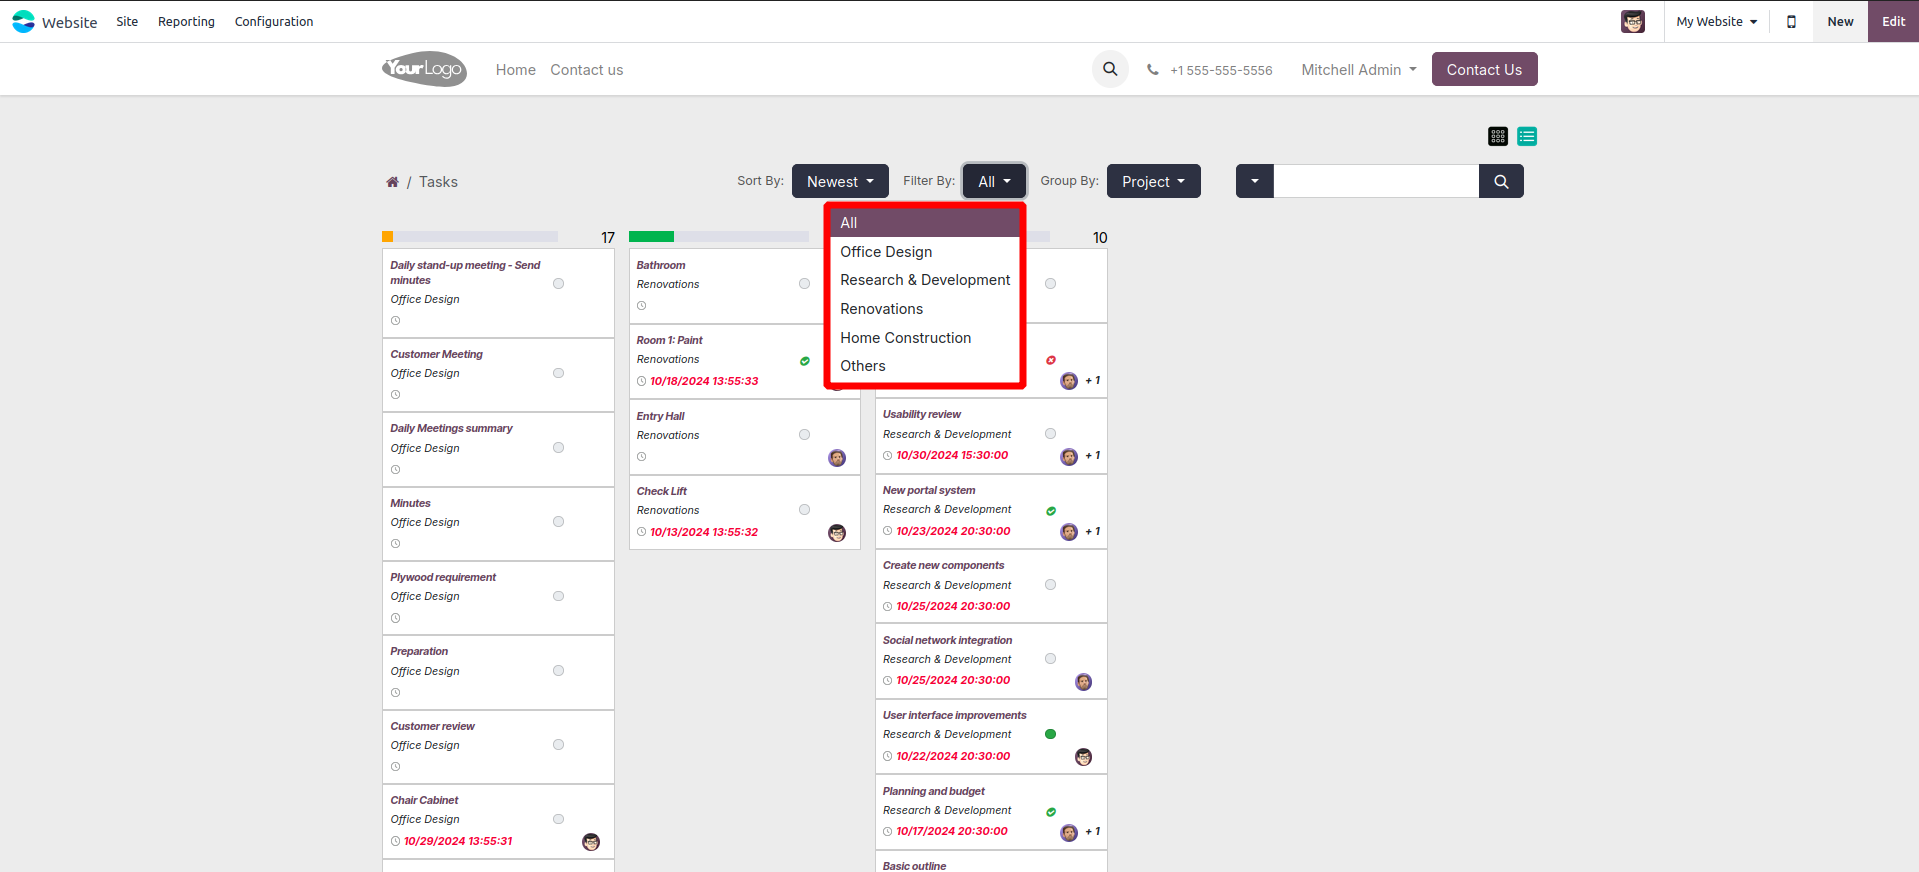 Website Site Reporting Configuration My Website New Edit
YourLogo Home Contact us +1 555-555-5556 Mitchell Admin Contact Us
/ Tasks Sort By: Newest Filter By: All Group By: Project
All
Office Design
Research & Development
Renovations
Home Construction
Others
17
Daily stand-up meeting - Send
minutes
Office Design
Customer Meeting
Office Design
Daily Meetings summary
Office Design
Minutes
Office Design
Plywood requirement
Office Design
Preparation
Office Design
Customer review
Office Design
Chair Cabinet
Office Design
10/29/2024 13:55:31
Bathroom
Renovations
Room 1: Paint
Renovations
10/18/2024 13:55:33
Entry Hall
Renovations
Check Lift
Renovations
10/13/2024 13:55:32
10
+ 1
Usability review
Research & Development
10/30/2024 15:30:00 + 1
New portal system
Research & Development
10/23/2024 20:30:00 + 1
Create new components
Research & Development
10/25/2024 20:30:00
Social network integration
Research & Development
10/25/2024 20:30:00
User interface improvements
Research & Development
10/22/2024 20:30:00
Planning and budget
Research & Development
10/17/2024 20:30:00 + 1
Basic outline